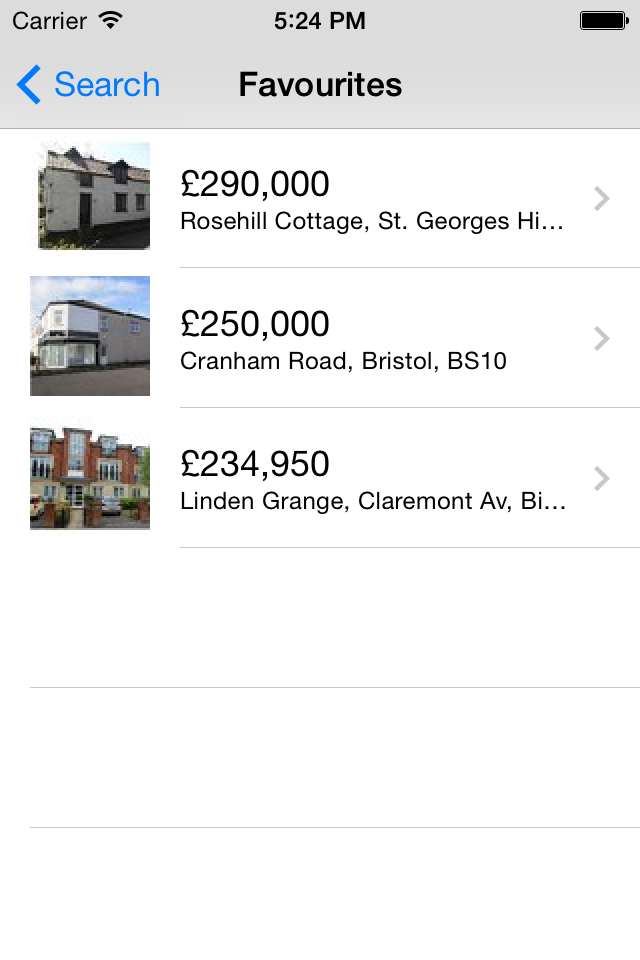 Carrier 5:24 PM
Search Favourites
£290,000
Rosehill Cottage, St. Georges Hi…
£250,000
Cranham Road, Bristol, BS10
£234,950
Linden Grange, Claremont Av, Bi…